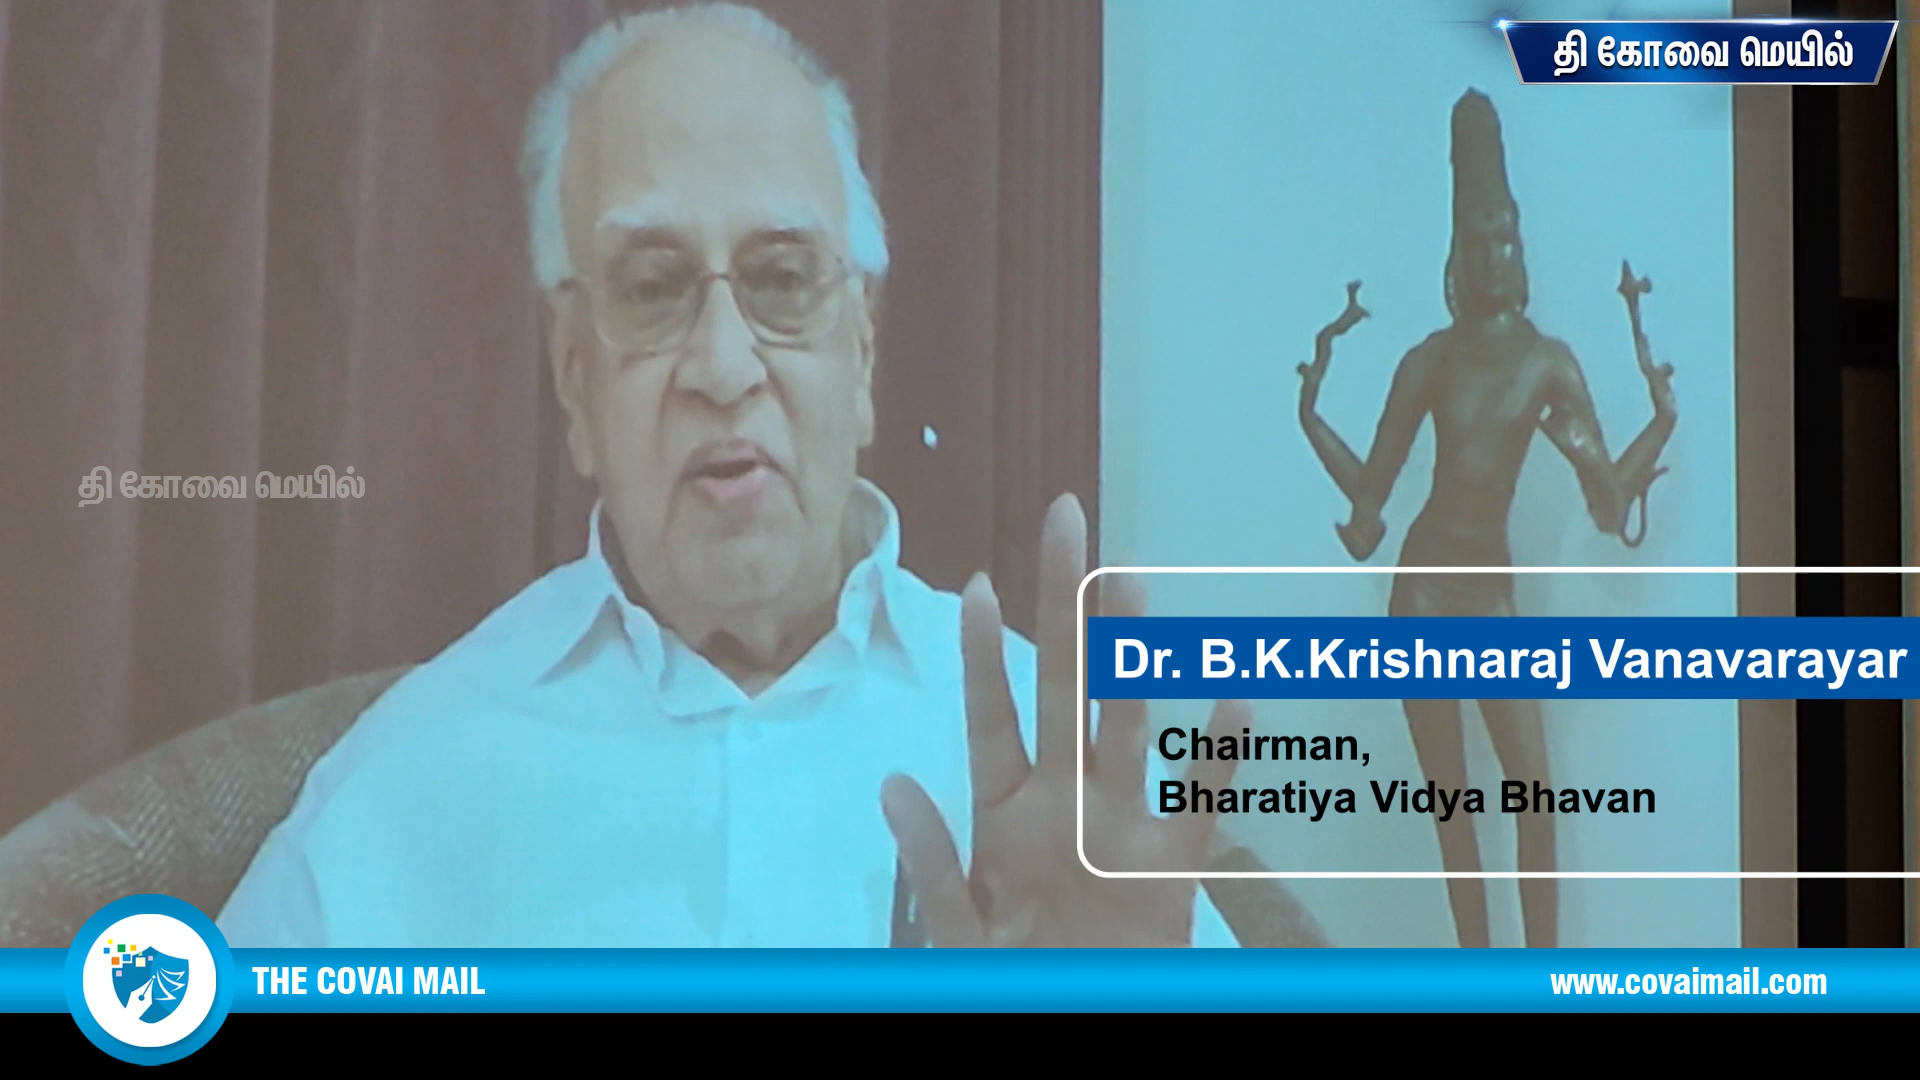 தி கோவை மெயில்
தி கோவை மெயில்
Dr. B.K.Krishnaraj Vanavarayar
Chairman,
Bharatiya Vidya Bhavan
THE COVAI MAIL
www.covaimail.com